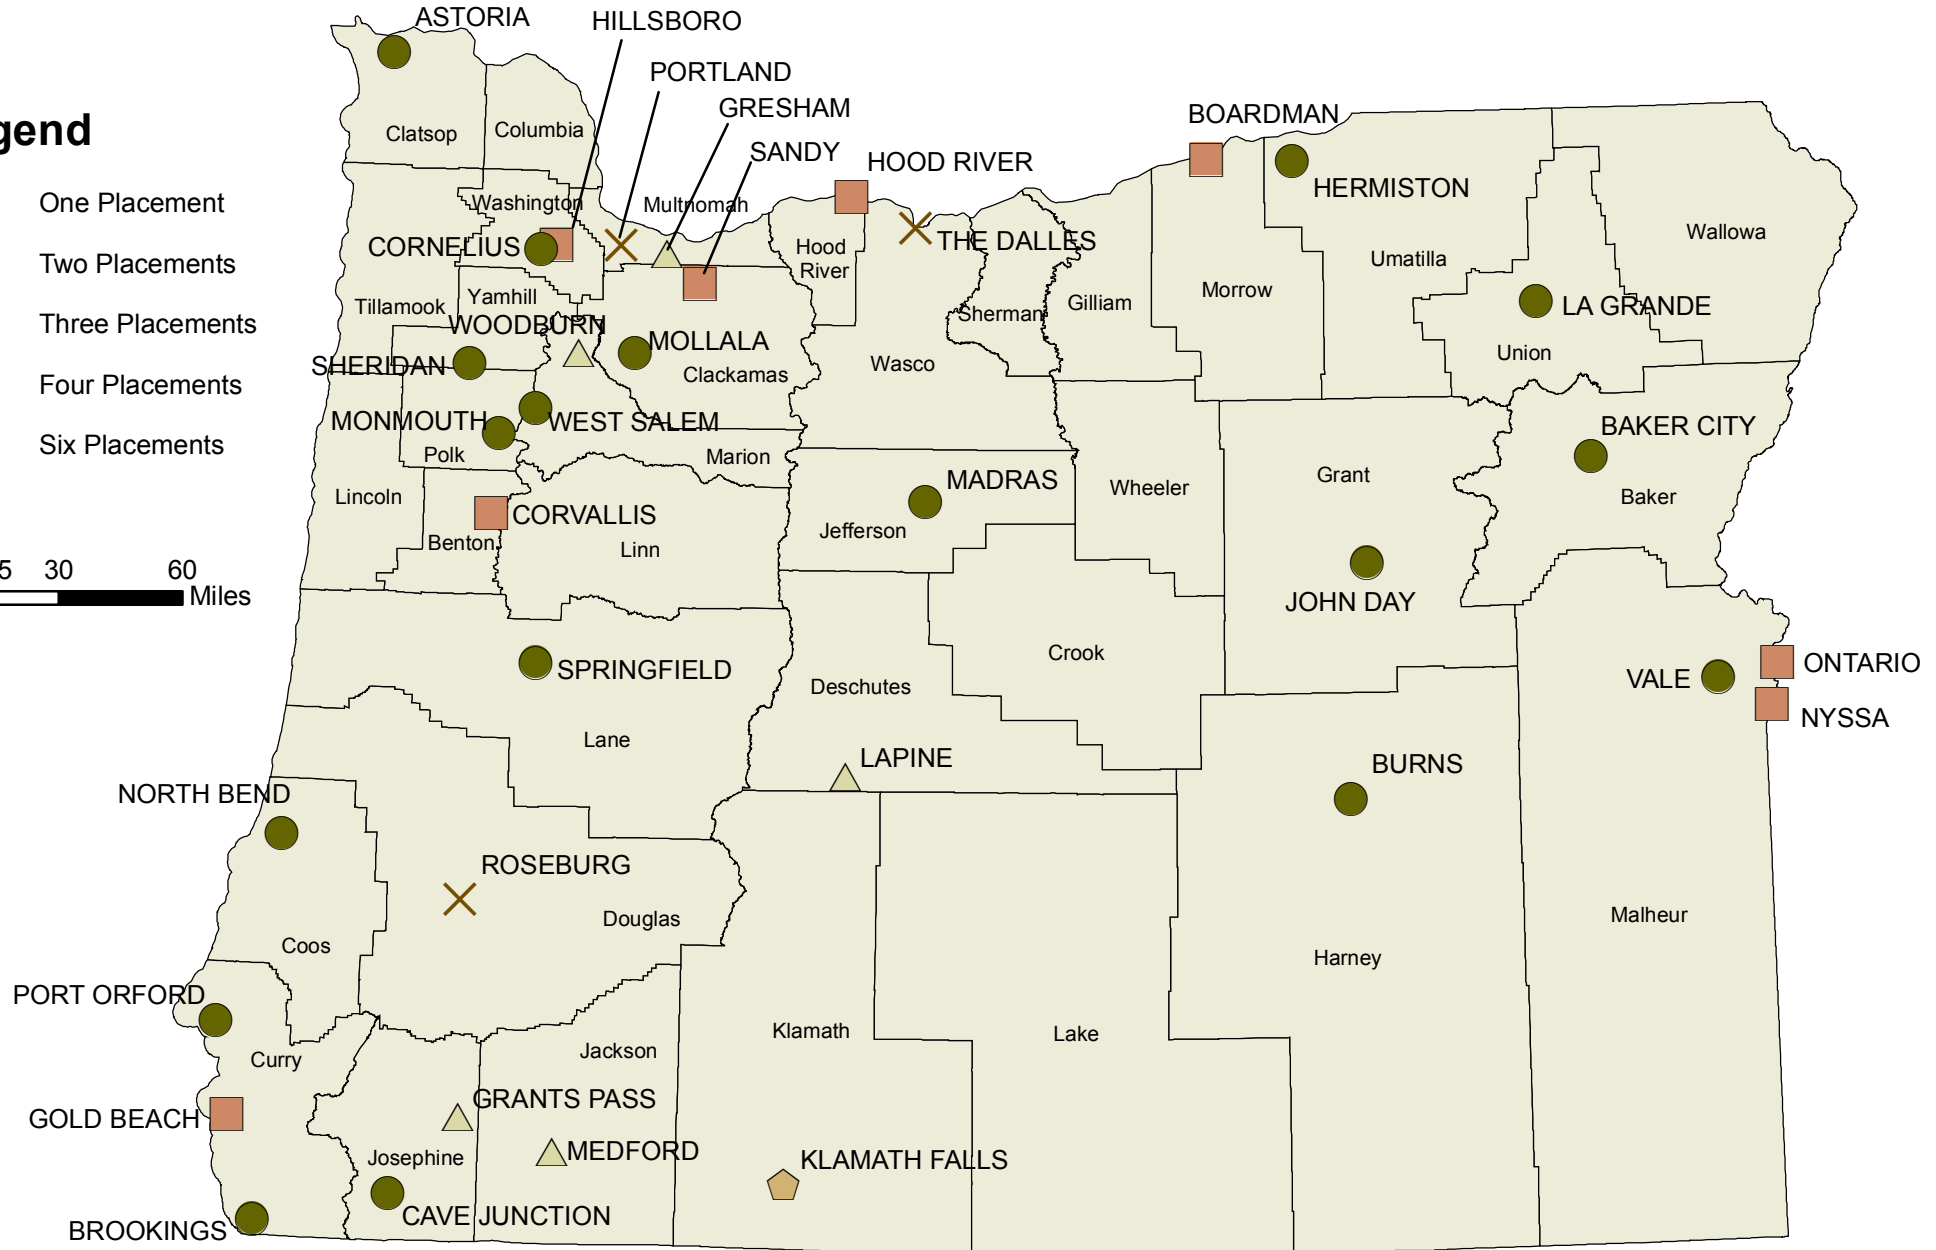 ASTORIA
HILLSBORO
PORTLAND
GRESHAM
SANDY
HOOD RIVER
BOARDMAN
gend
Clatsop
Columbia
One Placement
Two Placements
Three Placements
Four Placements
Six Placements
Washington
Multnomah
HERMISTON
CORNELIUS
THE DALLES
Hood
River
Wallowa
Umatilla
Tillamook
Yamhill
Sherman
Gilliam
Morrow
LA GRANDE
WOODBURN
MOLLALA
SHERIDAN
Clackamas
Wasco
Union
MONMOUTH
WEST SALEM
BAKER CITY
Polk
Marion
MADRAS
Wheeler
Grant
Baker
Lincoln
CORVALLIS
Benton
Linn
Jefferson
5 30 60
Miles
JOHN DAY
Crook
SPRINGFIELD
Deschutes
VALE
ONTARIO
NYSSA
Lane
LAPINE
BURNS
NORTH BEND
ROSEBURG
Douglas
Malheur
Coos
Harney
PORT ORFORD
Klamath
Lake
Curry
Jackson
GOLD BEACH
GRANTS PASS
MEDFORD
Josephine
KLAMATH FALLS
CAVE JUNCTION
BROOKINGS